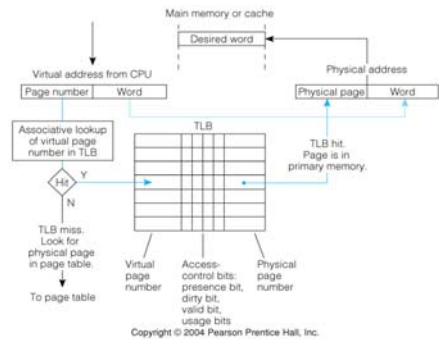 Main memory or cache
Desired word
Virtual address from CPU
Page number Word
Physical address
Physical page Word
Associative lookup
of virtual page
number in TLB
TLB
TLB hit.
Page is in
primary memory.
Hit
Y
N
TLB miss.
Look for
physical page
in page table.
To page table
Virtual
page
number
Access-
control bits:
presence bit,
dirty bit,
valid bit,
usage bits
Physical
page
number
Copyright © 2004 Pearson Prentice Hall, Inc.